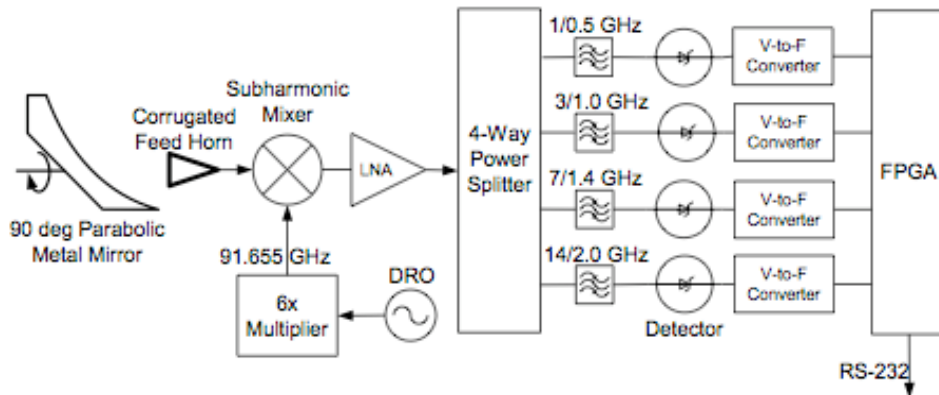 1/0.5 GHz
V-to-F
Converter
Subharmonic
Mixer
Corrugated
Feed Horn
3/1.0 GHz
V-to-F
Converter
LNA
4-Way
Power
Splitter
FPGA
7/1.4 GHz
V-to-F
Converter
90 deg Parabolic
Metal Mirror
91.655 GHz
14/2.0 GHz
V-to-F
Converter
DRO
6x
Multiplier
Detector
RS-232